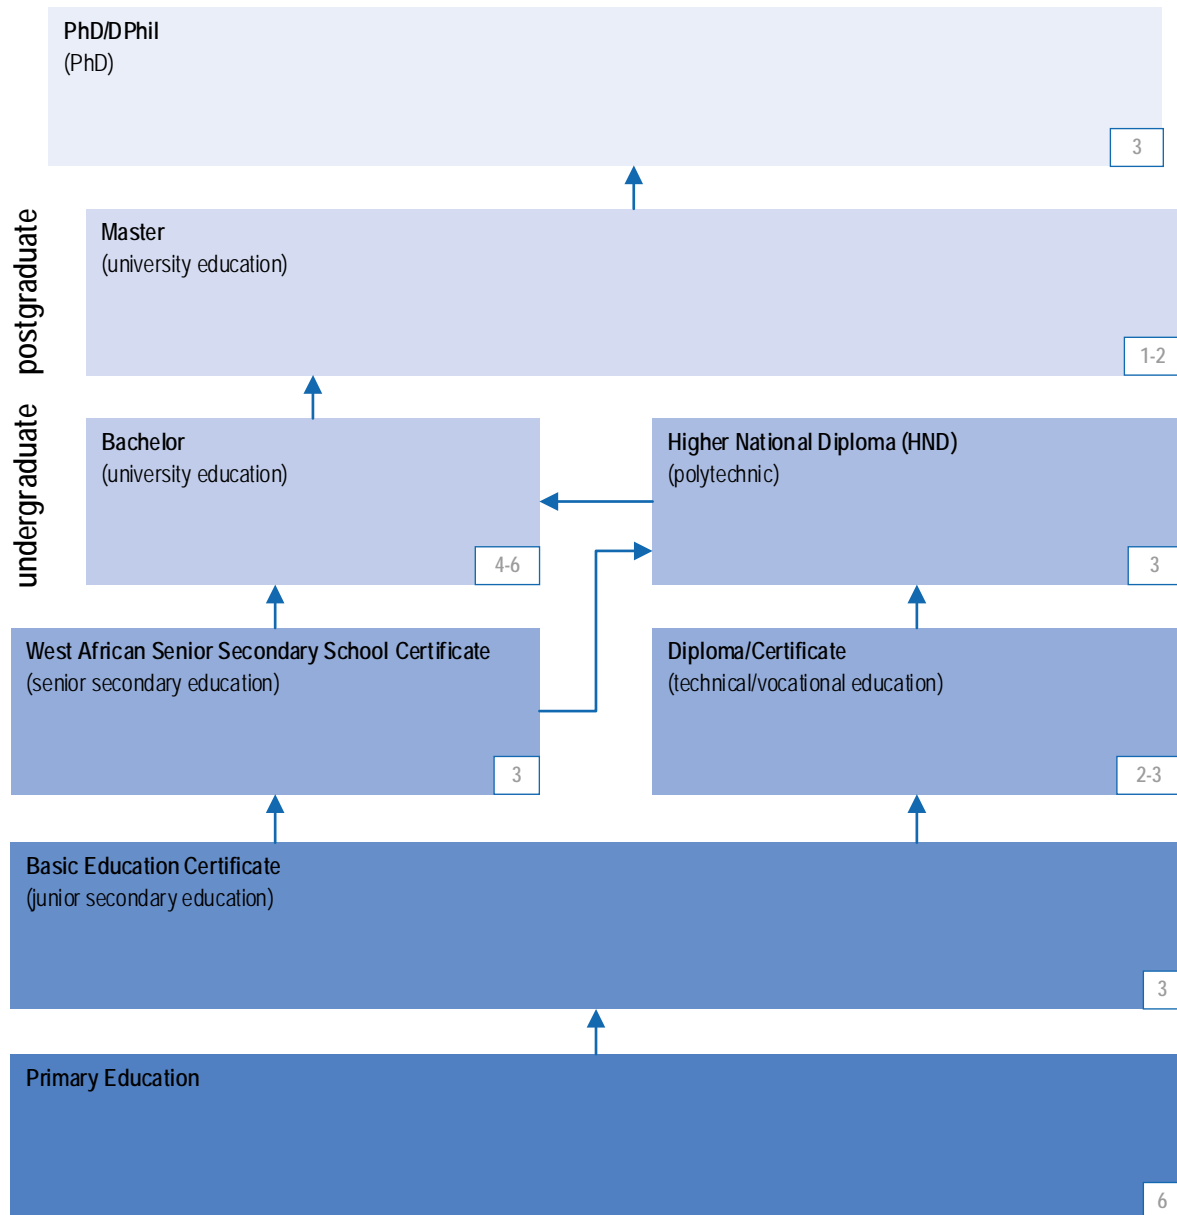 PhD/DPhil
(PhD)
3
postgraduate
Master
(university education)
1-2
undergraduate
Bachelor
(university education)
4-6
Higher National Diploma (HND)
(polytechnic)
3
West African Senior Secondary School Certificate
(senior secondary education)
3
Diploma/Certificate
(technical/vocational education)
2-3
Basic Education Certificate
(junior secondary education)
3
Primary Education
6